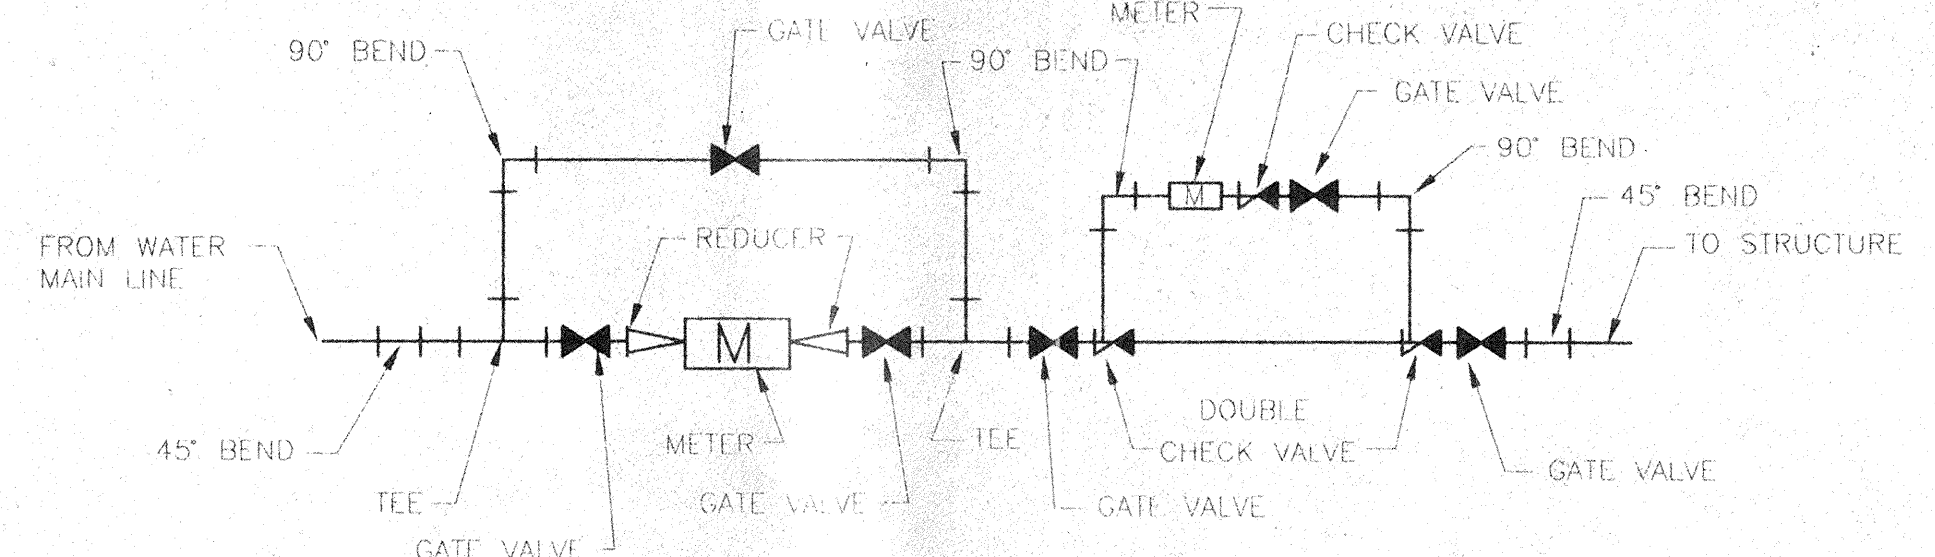 METER
GATE VALVE
CHECK VALVE
90° BEND
90° BEND
GATE VALVE
90° BEND
45° BEND
M
REDUCER
FROM WATER
MAIN LINE
TO STRUCTURE
M
DOUBLE
CHECK VALVE
45° BEND
METER
TEE
GATE VALVE
TEE
GATE VALVE
GATE VALVE
GATE VALVE